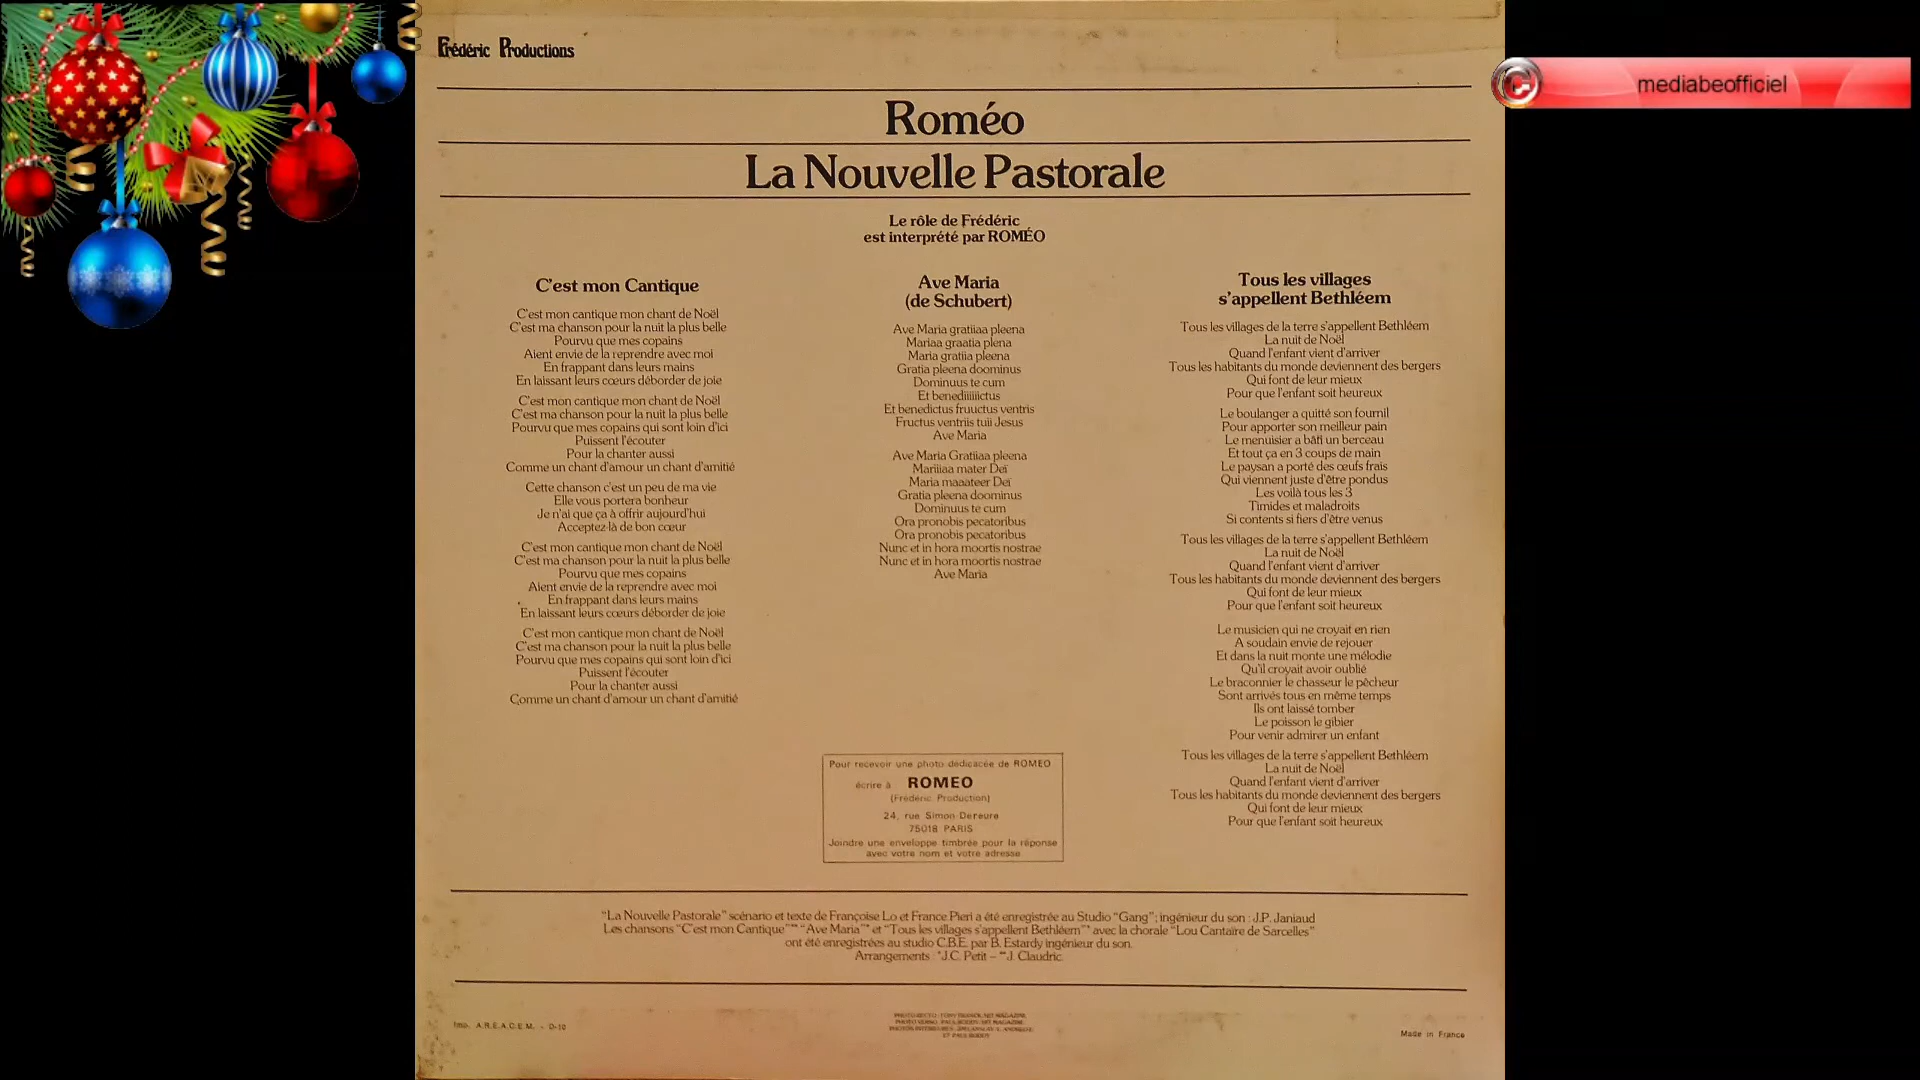 Frédéric Productions
mediabeofficiel
Roméo
La Nouvelle Pastorale
Le rôle de Frédéric
est interprété par ROMÉO
C'est mon Cantique
C'est mon cantique mon chant de Noël
C'est ma chanson pour la nuit la plus belle
Pourvu que mes copains
Aient envie de la reprendre avec moi
En frappant dans leurs mains
En laissant leurs cœurs déborder de joie
C'est mon cantique mon chant de Noël
C'est ma chanson pour la nuit la plus belle
Pourvu que mes copains qui sont loin d'ici
Puissent l'écouter
Pour la chanter aussi
Comme un chant d'amour un chant d'amitié
Cette chanson c'est un peu de ma vie
Elle vous portera bonheur
Je n'ai que ça à offrir aujourd'hui
Acceptez-là de bon cœur
C'est mon cantique mon chant de Noël
C'est ma chanson pour la nuit la plus belle
Pourvu que mes copains
Aient envie de la reprendre avec moi
En frappant dans leurs mains
En laissant leurs cœurs déborder de joie
C'est mon cantique mon chant de Noël
C'est ma chanson pour la nuit la plus belle
Pourvu que mes copains qui sont loin d'ici
Puissent l'écouter
Pour la chanter aussi
Comme un chant d'amour un chant d'amitié
Ave Maria
(de Schubert)
Ave Maria gratiiaa pleena
Mariaa graatia plena
Maria gratiia pleena
Gratia pleena doominus
Dominuus te cum
Et benediiiiictus
Et benedictus fruuctus ventris
Fructus ventriis tuii Jesus
Ave Maria
Ave Maria Gratiiaa pleena
Mariiiaa mater Deï
Maria maaateer Deï
Gratia pleena doominus
Dominuus te cum
Ora pronobis pecatoribus
Ora pronobis pecatoribus
Nunc et in hora moortis nostrae
Nunc et in hora moortis nostrae
Ave Maria
Tous les villages
s'appellent Bethléem
Tous les villages de la terre s'appellent Bethléem
La nuit de Noël
Quand l'enfant vient d'arriver
Tous les habitants du monde deviennent des bergers
Qui font de leur mieux
Pour que l'enfant soit heureux
Le boulanger a quitté son fournil
Pour apporter son meilleur pain
Le menuisier a bâti un berceau
Et tout ça en 3 coups de main
Le paysan a porté des œufs frais
Qui viennent juste d'être pondus
Les voilà tous les 3
Timides et maladroits
Si contents si fiers d'être venus
Tous les villages de la terre s'appellent Bethléem
La nuit de Noël
Quand l'enfant vient d'arriver
Tous les habitants du monde deviennent des bergers
Qui font de leur mieux
Pour que l'enfant soit heureux
Le musicien qui ne croyait en rien
A soudain envie de rejouer
Et dans la nuit monte une mélodie
Qu'il croyait avoir oublié
Le braconnier le chasseur le pêcheur
Sont arrivés tous en même temps
Ils ont laissé tomber
Le poisson le gibier
Pour venir admirer un enfant
Tous les villages de la terre s'appellent Bethléem
La nuit de Noël
Quand l'enfant vient d'arriver
Tous les habitants du monde deviennent des bergers
Qui font de leur mieux
Pour que l'enfant soit heureux
Pour recevoir une photo dédicacée de ROMEO
écrire à ROMEO
(Frédéric Production)
24, rue Simon Dereure
75018 PARIS
Joindre une enveloppe timbrée pour la réponse
avec votre nom et votre adresse
"La Nouvelle Pastorale" scénario et texte de Françoise Lo et France Pieri a été enregistrée au Studio "Gang"; ingénieur du son : J.P. Janiaud
Les chansons "C'est mon Cantique"** "Ave Maria"* et "Tous les villages s'appellent Bethléem"* avec la chorale "Lou Cantaïre de Sarcelles"
ont été enregistrées au studio C.B.E. par B. Estardy ingénieur du son.
Arrangements : *J.C. Petit - **J. Claudric.
Imp. A.R.E.A.C.E.M. - D-10
Made in France